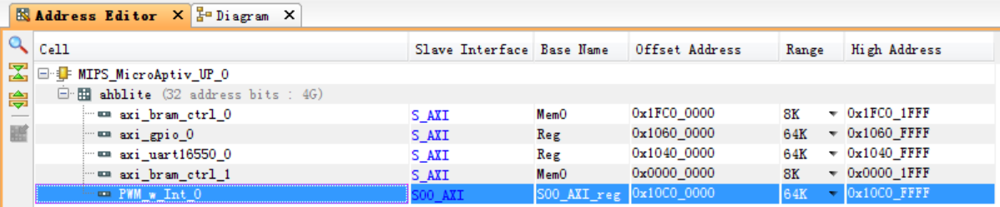 Address Editor X Diagram X
Cell Slave Interface Base Name Offset Address Range High Address
MIPS_MicroAptiv_UP_0
ahblite (32 address bits : 4G)
axi_bram_ctrl_0 S_AXI Mem0 0x1FC0_0000 8K 0x1FC0_1FFF
axi_gpio_0 S_AXI Reg 0x1060_0000 64K 0x1060_FFFF
axi_uart16550_0 S_AXI Reg 0x1040_0000 64K 0x1040_FFFF
axi_bram_ctrl_1 S_AXI Mem0 0x0000_0000 8K 0x0000_1FFF
PWM_w_Int_0 S00_AXI S00_AXI_reg 0x10C0_0000 64K 0x10C0_FFFF